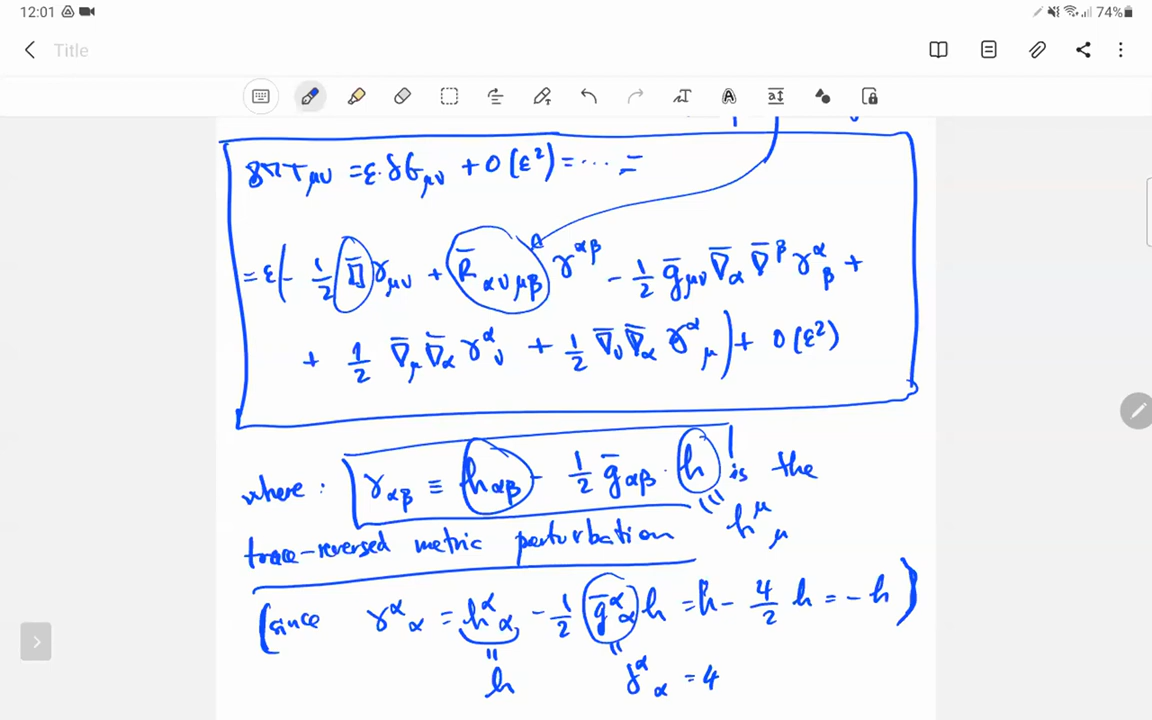 12:01
74%
Title
8πT_μν = ε·δG_μν + O(ε²) = ··· =
= ε(- 1/2 □̄ γ_μν + R̄_ανμβ γ^αβ - 1/2 ḡ_μν ∇̄_α ∇̄^β γ^α_β +
+ 1/2 ∇̄_μ ∇̄_α γ^α_ν + 1/2 ∇̄_ν ∇̄_α γ^α_μ) + O(ε²)
where : γ_αβ ≡ h_αβ - 1/2 ḡ_αβ · h is the
h^μ_μ
trace-reversed metric perturbation
(since γ^α_α = h^α_α - 1/2 ḡ^α_α h = h - 4/2 h = -h)
h δ^α_α = 4